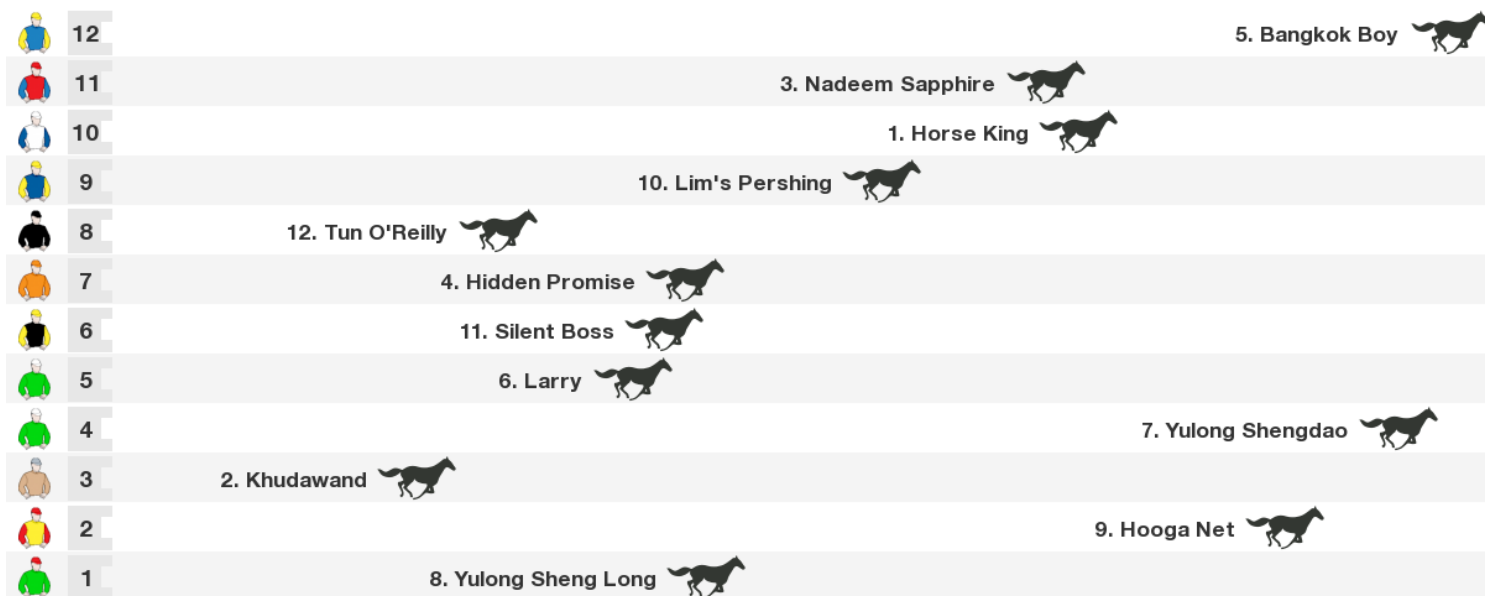 12 5. Bangkok Boy
11 3. Nadeem Sapphire
10 1. Horse King
9 10. Lim's Pershing
8 12. Tun O'Reilly
7 4. Hidden Promise
6 11. Silent Boss
5 6. Larry
4 7. Yulong Shengdao
3 2. Khudawand
2 9. Hooga Net
1 8. Yulong Sheng Long